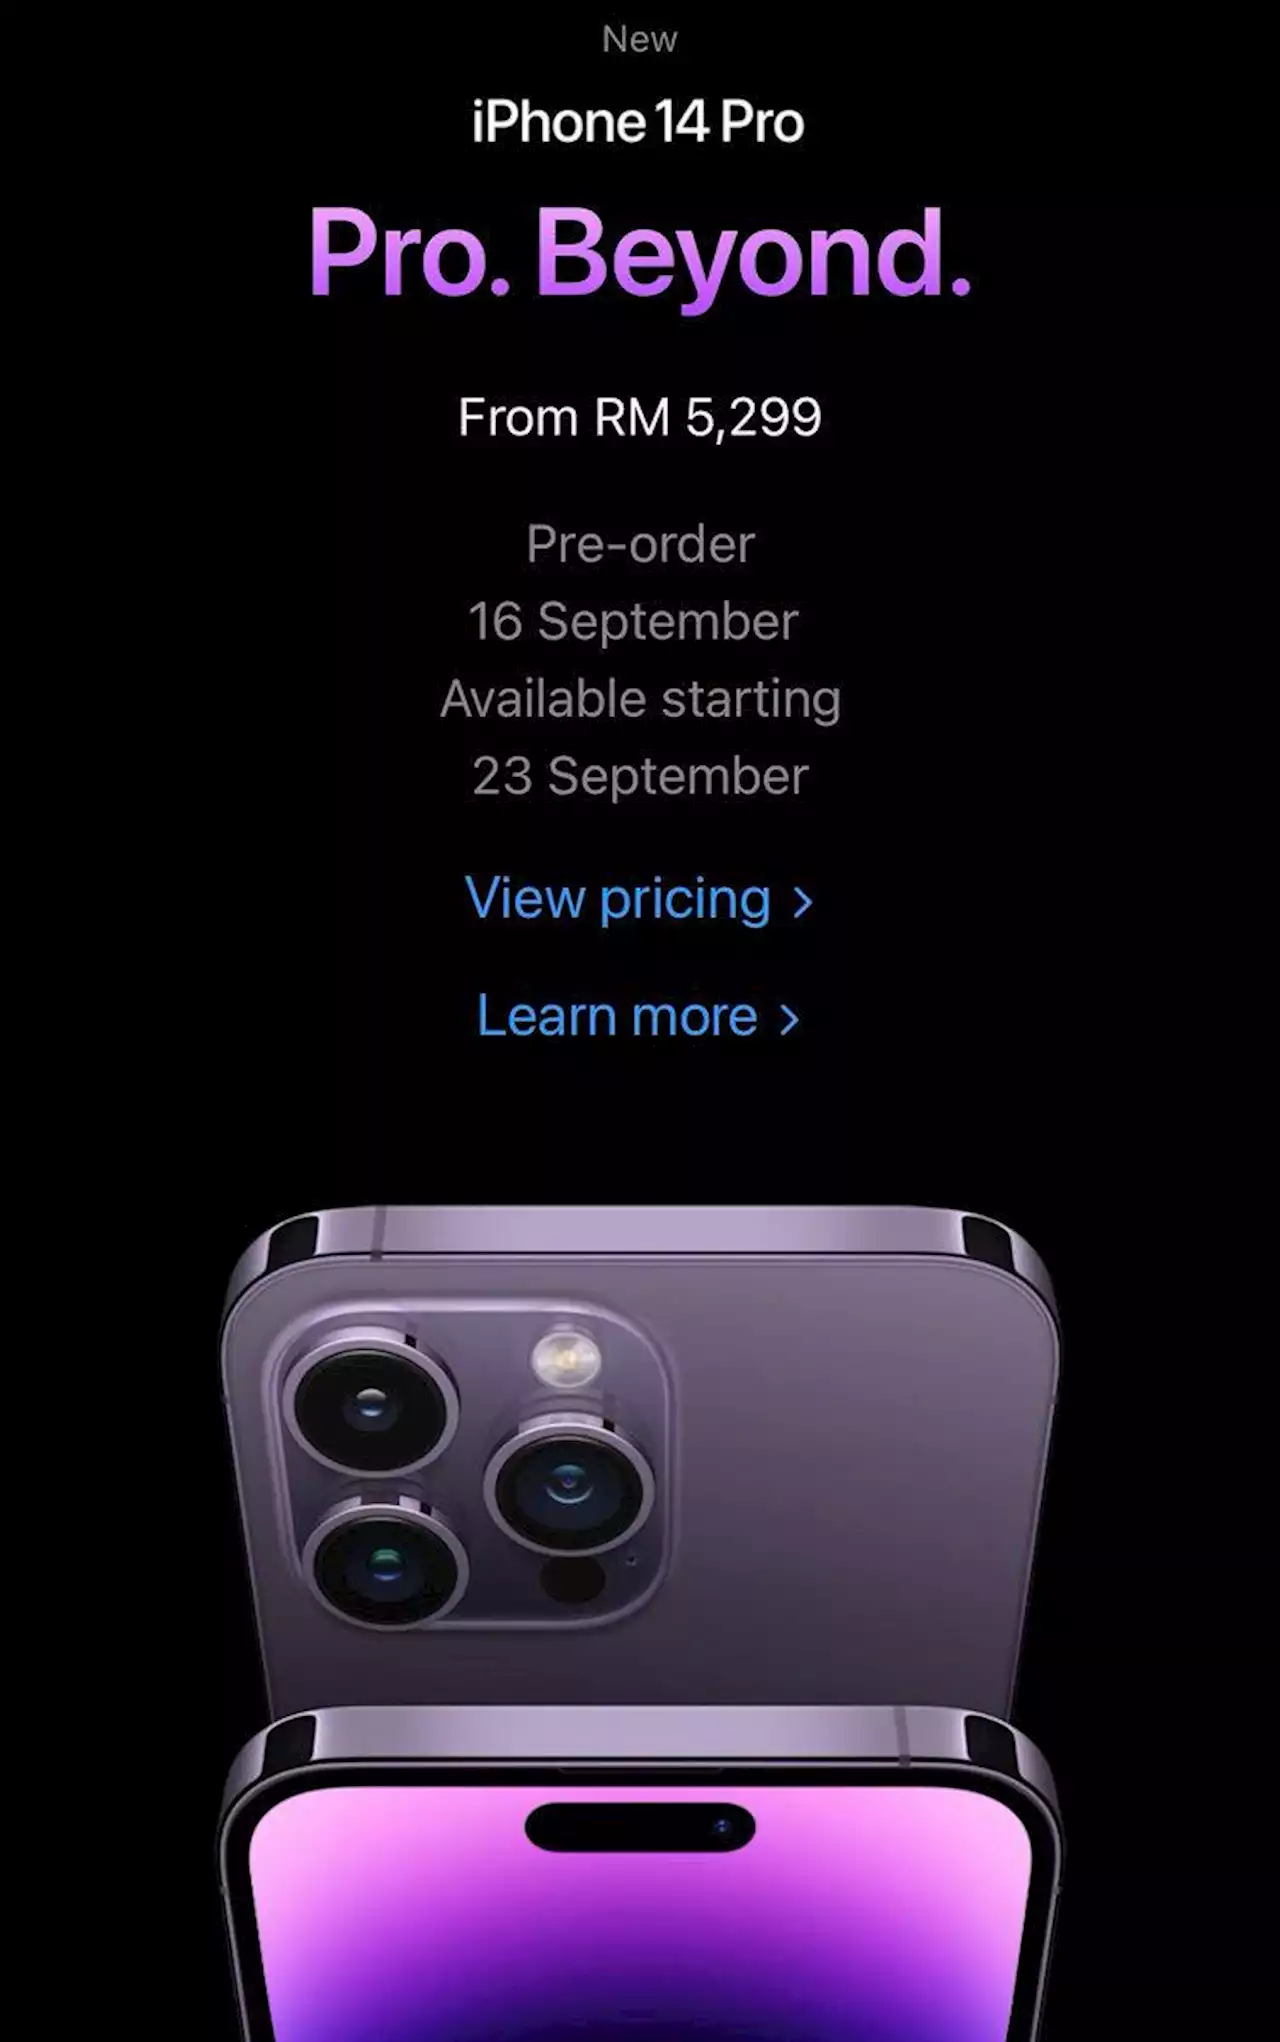 New
iPhone 14 Pro
Pro. Beyond.
From RM 5,299
Pre-order
16 September
Available starting
23 September
View pricing >
Learn more >